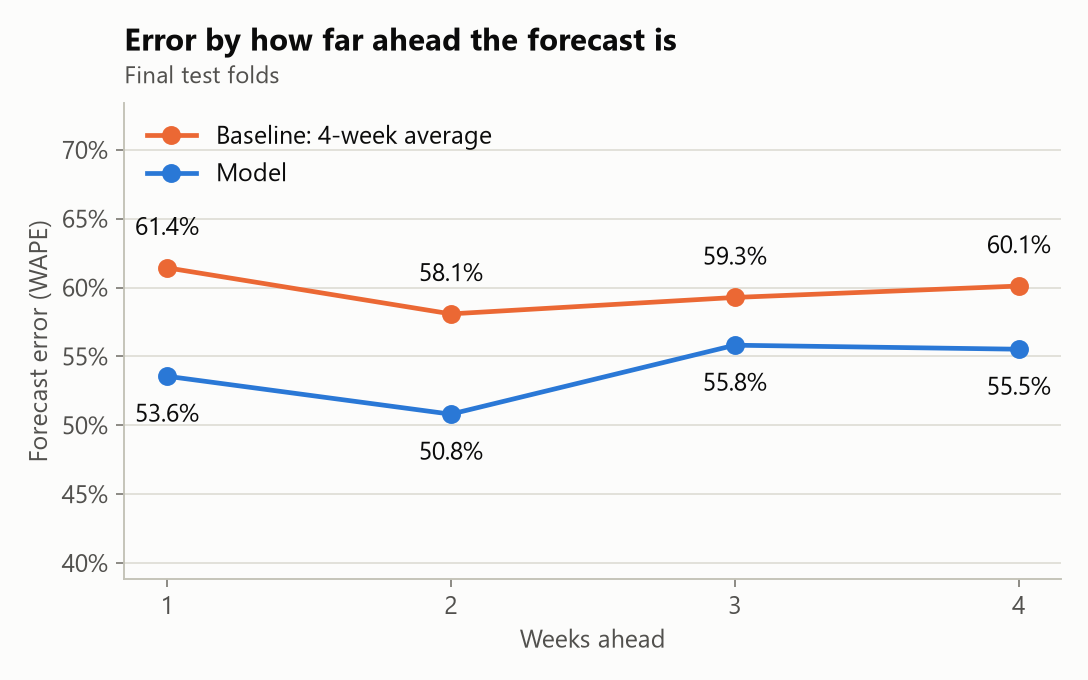 Error by how far ahead the forecast is
Final test folds
Baseline: 4-week average
Model
70%
65%
60%
55%
50%
45%
40%
Forecast error (WAPE)
61.4%
58.1%
59.3%
60.1%
53.6%
50.8%
55.8%
55.5%
1 2 3 4
Weeks ahead